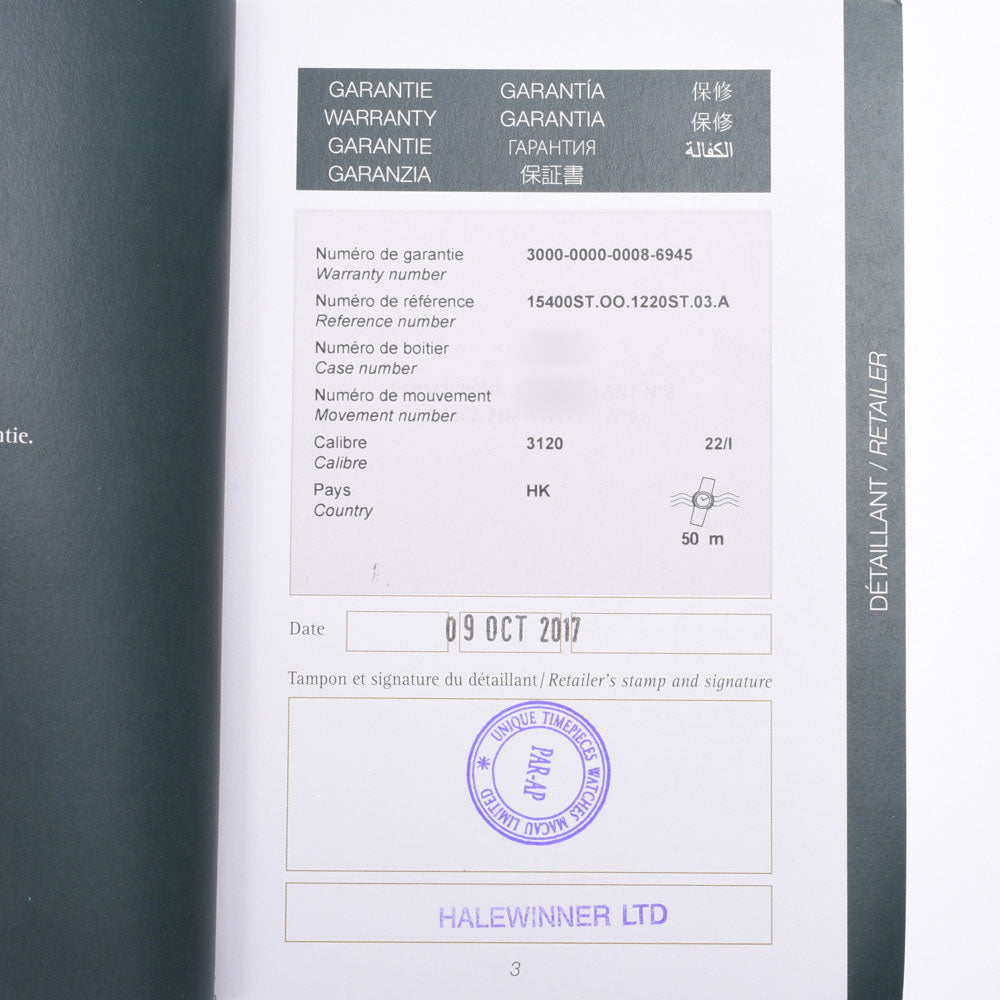 ntie.
GARANTIE GARANTÍA 保修
WARRANTY GARANTIA 保修
GARANTIE ГАРАНТИЯ الكفالة
GARANZIA 保証書
Numéro de garantie 3000-0000-0008-6945
Warranty number
Numéro de référence 15400ST.OO.1220ST.03.A
Reference number
Numéro de boitier
Case number
Numéro de mouvement
Movement number
Calibre 3120 22/I
Calibre
Pays HK
Country
50 m
Date 09 OCT 2017
Tampon et signature du détaillant / Retailer's stamp and signature
UNIQUE TIMEPIECES WATCHES MACAU LIMITED
PAR-AP
HALEWINNER LTD
3
DÉTAILLANT / RETAILER